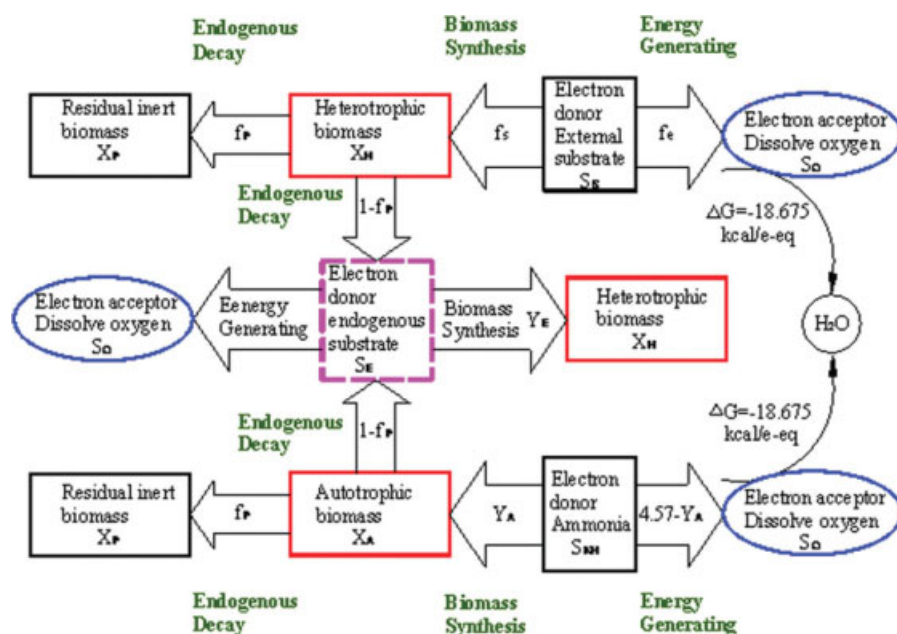 Endogenous
Decay
Biomass
Synthesis
Energy
Generating
Residual inert
biomass
XP
fP
Heterotrophic
biomass
XH
fS
Electron
donor
External
substrate
SS
fe
Electron acceptor
Dissolve oxygen
SO
Endogenous
Decay
1-fP
△G=-18.675
kcal/e-eq
Electron acceptor
Dissolve oxygen
SO
Eenergy
Generating
Electron
donor
endogenous
substrate
SE
Biomass
Synthesis
YE
Heterotrophic
biomass
XH
H2O
Endogenous
Decay
1-fP
△G=-18.675
kcal/e-eq
Residual inert
biomass
XP
fP
Autotrophic
biomass
XA
YA
Electron
donor
Ammonia
SNH
4.57-YA
Electron acceptor
Dissolve oxygen
SO
Endogenous
Decay
Biomass
Synthesis
Energy
Generating